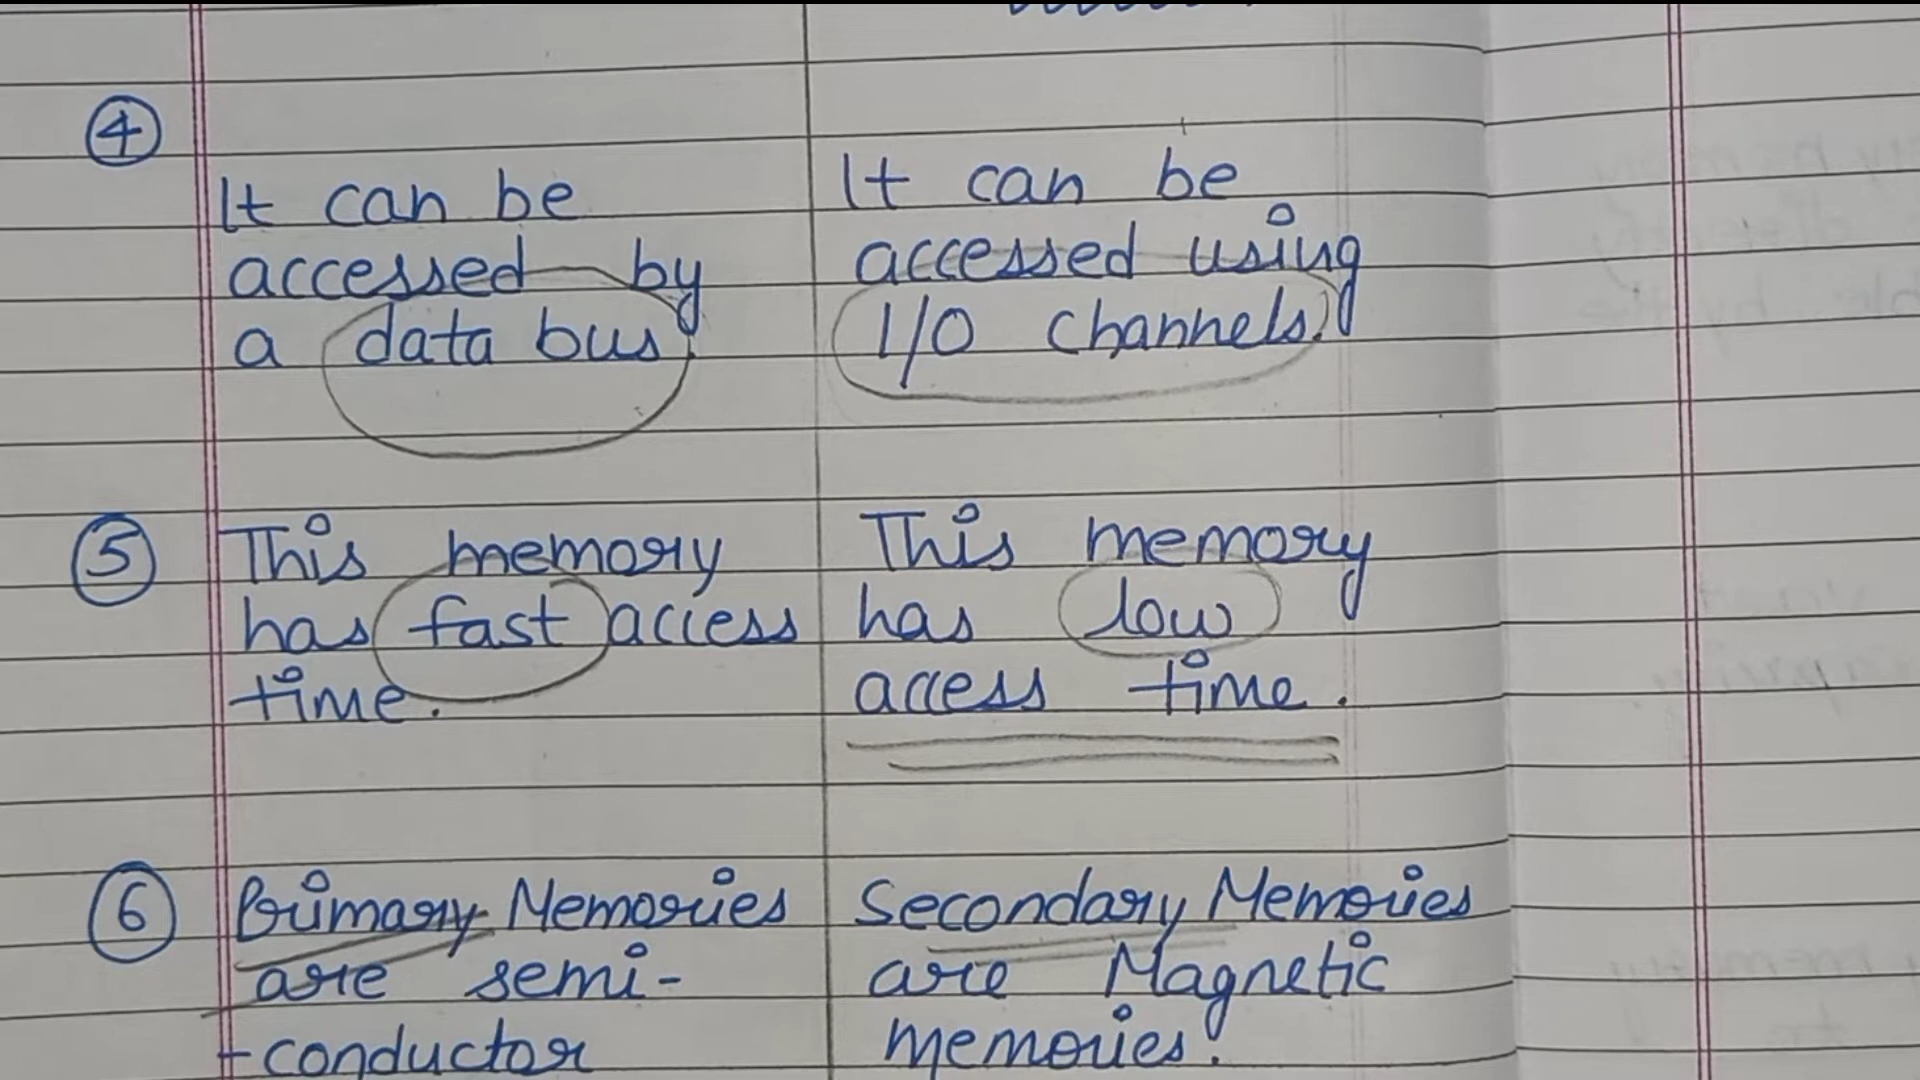 ④
It can be
accessed by
a data bus.
It can be
accessed using
I/O channels.
⑤
This memory
has fast access
time.
This memory
has low
access time.
⑥
Primary Memories
are semi-
-conductor
Secondary Memories
are Magnetic
memories.